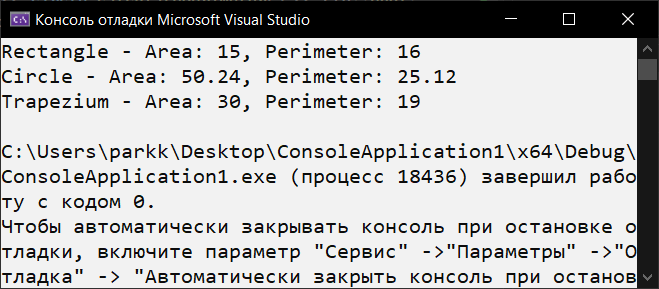 C:\ Консоль отладки Microsoft Visual Studio
Rectangle - Area: 15, Perimeter: 16
Circle - Area: 50.24, Perimeter: 25.12
Trapezium - Area: 30, Perimeter: 19
C:\Users\parkk\Desktop\ConsoleApplication1\x64\Debug\
ConsoleApplication1.exe (процесс 18436) завершил рабо
ту с кодом 0.
Чтобы автоматически закрывать консоль при остановке о
тладки, включите параметр "Сервис" ->"Параметры" ->"О
тладка" -> "Автоматически закрыть консоль при останов